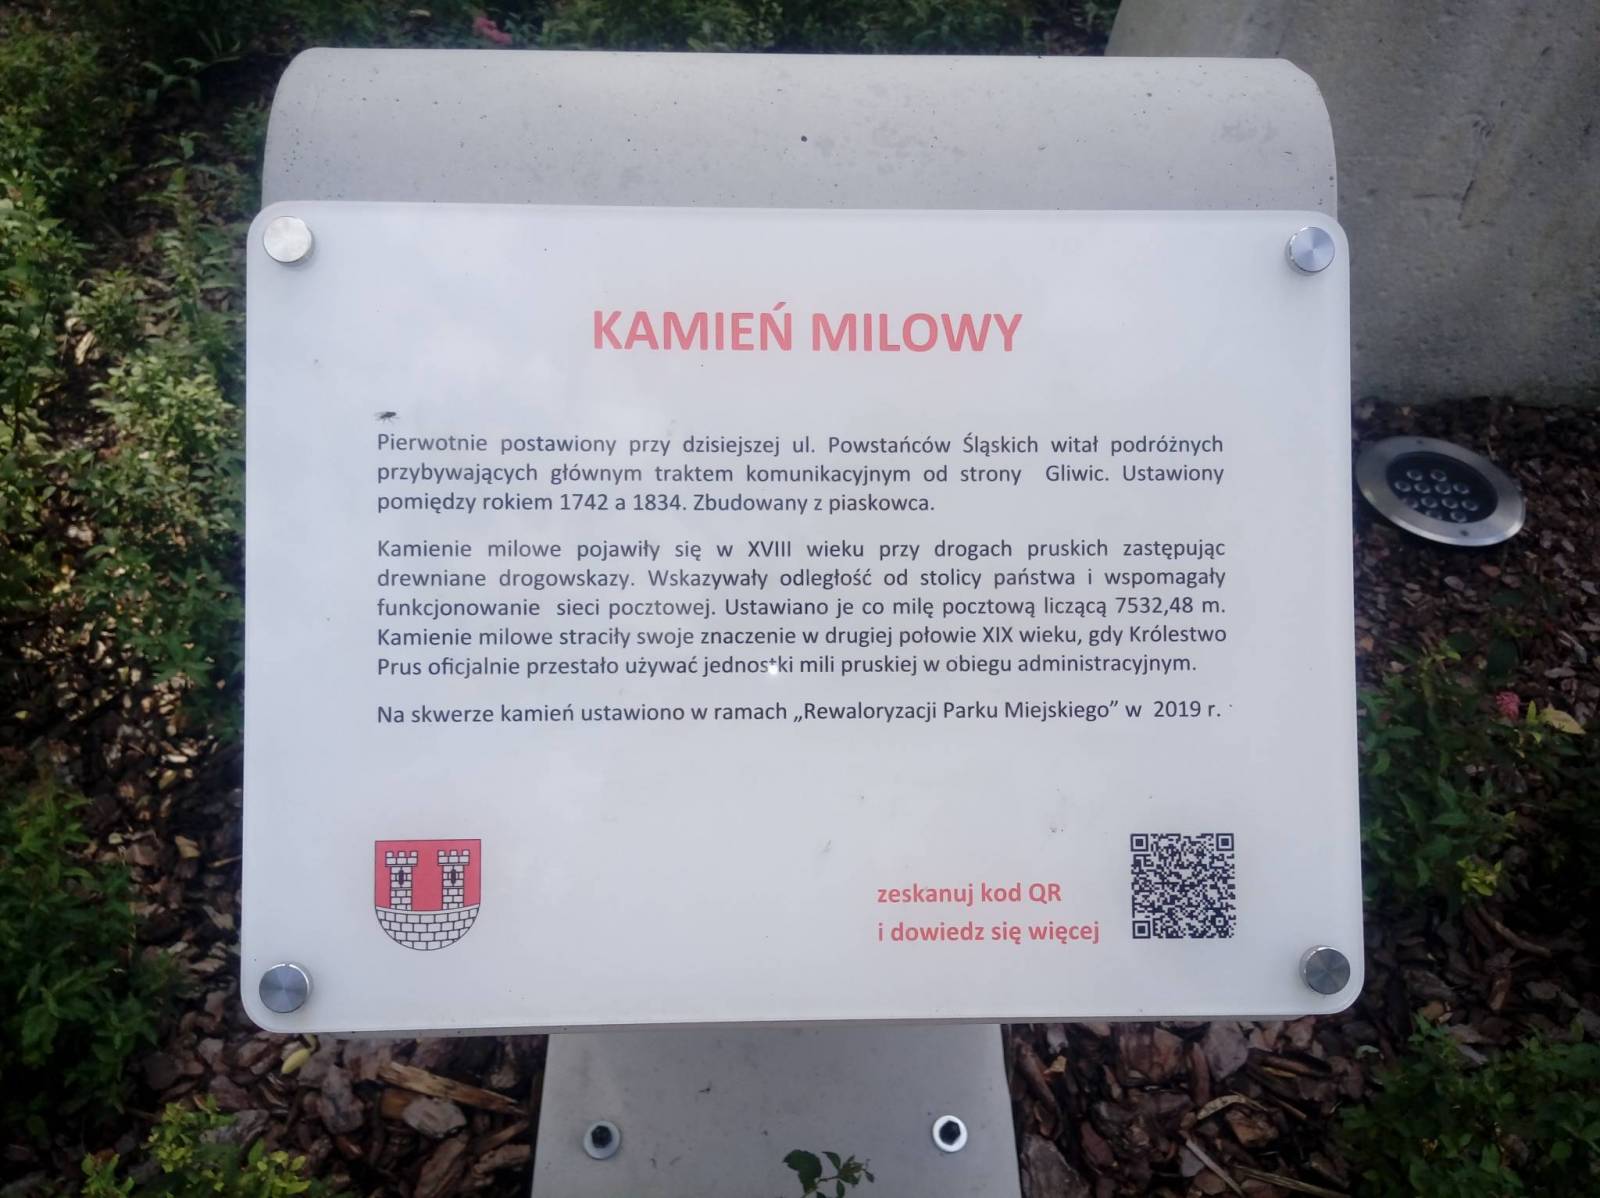 KAMIEŃ MILOWY
Pierwotnie postawiony przy dzisiejszej ul. Powstańców Śląskich witał podróżnych
przybywających głównym traktem komunikacyjnym od strony Gliwic. Ustawiony
pomiędzy rokiem 1742 a 1834. Zbudowany z piaskowca.
Kamienie milowe pojawiły się w XVIII wieku przy drogach pruskich zastępując
drewniane drogowskazy. Wskazywały odległość od stolicy państwa i wspomagały
funkcjonowanie sieci pocztowej. Ustawiano je co milę pocztową liczącą 7532,48 m.
Kamienie milowe straciły swoje znaczenie w drugiej połowie XIX wieku, gdy Królestwo
Prus oficjalnie przestało używać jednostki mili pruskiej w obiegu administracyjnym.
Na skwerze kamień ustawiono w ramach „Rewaloryzacji Parku Miejskiego” w 2019 r.
zeskanuj kod QR
i dowiedz się więcej